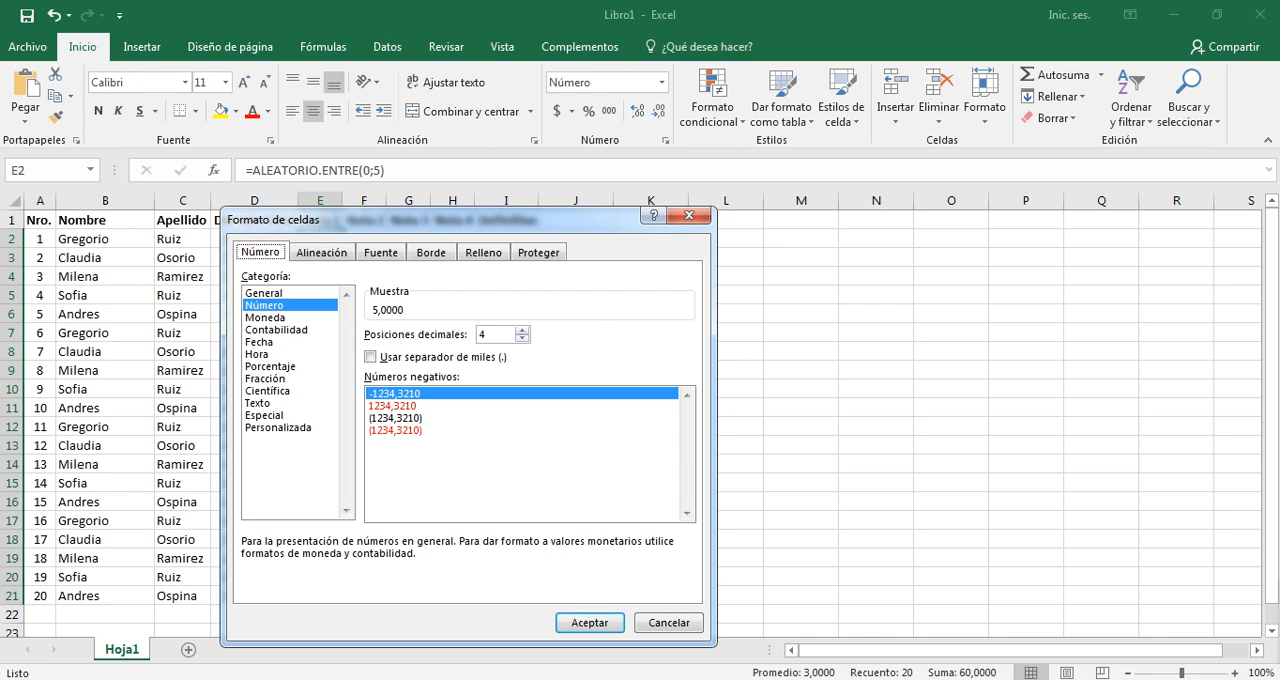 Libro1 - Excel
Inic. ses.
Archivo Inicio Insertar Diseño de página Fórmulas Datos Revisar Vista Complementos ¿Qué desea hacer? Compartir
Pegar
Calibri 11
N K S
Ajustar texto
Combinar y centrar
Número
$ % 000
Formato condicional
Dar formato como tabla
Estilos de celda
Insertar Eliminar Formato
Autosuma
Rellenar
Borrar
Ordenar y filtrar
Buscar y seleccionar
Portapapeles Fuente Alineación Número Estilos Celdas Edición
E2 fx =ALEATORIO.ENTRE(0;5)
A B C D E F G H I J K L M N O P Q R S
1 Nro. Nombre Apellido D
2 1 Gregorio Ruiz
3 2 Claudia Osorio
4 3 Milena Ramirez
5 4 Sofia Ruiz
6 5 Andres Ospina
7 6 Gregorio Ruiz
8 7 Claudia Osorio
9 8 Milena Ramirez
10 9 Sofia Ruiz
11 10 Andres Ospina
12 11 Gregorio Ruiz
13 12 Claudia Osorio
14 13 Milena Ramirez
15 14 Sofia Ruiz
16 15 Andres Ospina
17 16 Gregorio Ruiz
18 17 Claudia Osorio
19 18 Milena Ramirez
20 19 Sofia Ruiz
21 20 Andres Ospina
22
23
Formato de celdas
Número Alineación Fuente Borde Relleno Proteger
Categoría:
General
Número
Moneda
Contabilidad
Fecha
Hora
Porcentaje
Fracción
Científica
Texto
Especial
Personalizada
Muestra
5,0000
Posiciones decimales: 4
Usar separador de miles (.)
Números negativos:
-1234,3210
1234,3210
(1234,3210)
(1234,3210)
Para la presentación de números en general. Para dar formato a valores monetarios utilice
formatos de moneda y contabilidad.
Aceptar Cancelar
Hoja1
Listo Promedio: 3,0000 Recuento: 20 Suma: 60,0000 100%